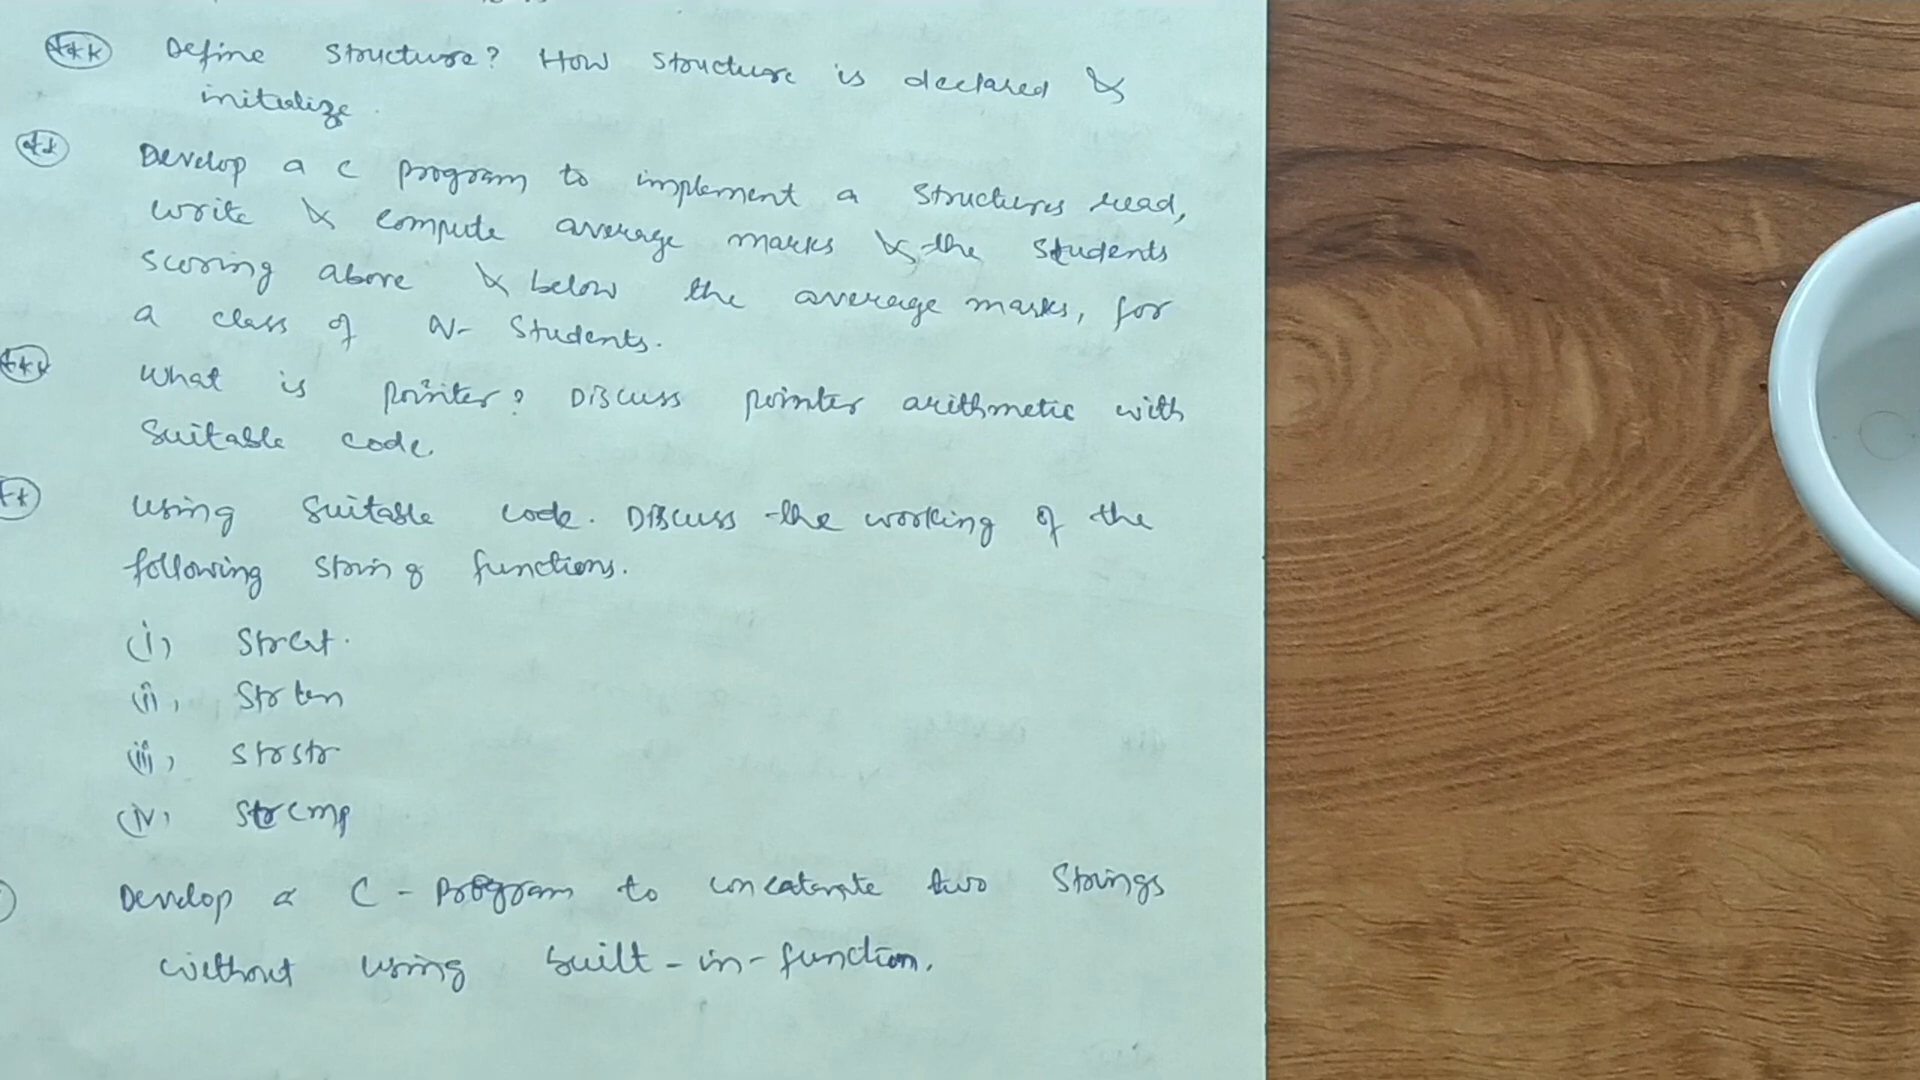 *** Define Structure? How Structure is declared &
initialize.
** Develop a C program to implement a Structures read,
write & compute average marks & the students
scoring above & below the average marks, for
a class of N- Students.
*** What is pointer? Discuss pointer arithmetic with
Suitable code.
** Using Suitable code. Discuss the working of the
following string functions.
(i) Strcat.
(ii) Strlen
(iii) strstr
(iv) strcmp
Develop a C - Program to concatenate two Strings
without using built-in-function.